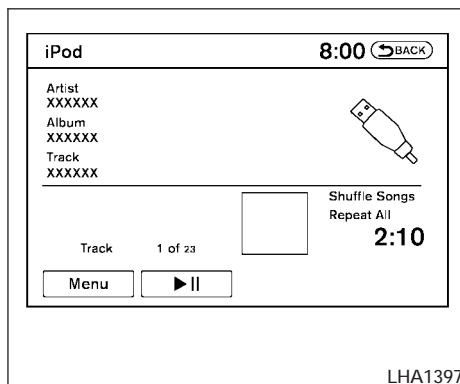 iPod 8:00 BACK
Artist
XXXXXX
Album
XXXXXX
Track
XXXXXX
Shuffle Songs
Repeat All
2:10
Track 1 of 23
Menu
LHA1397